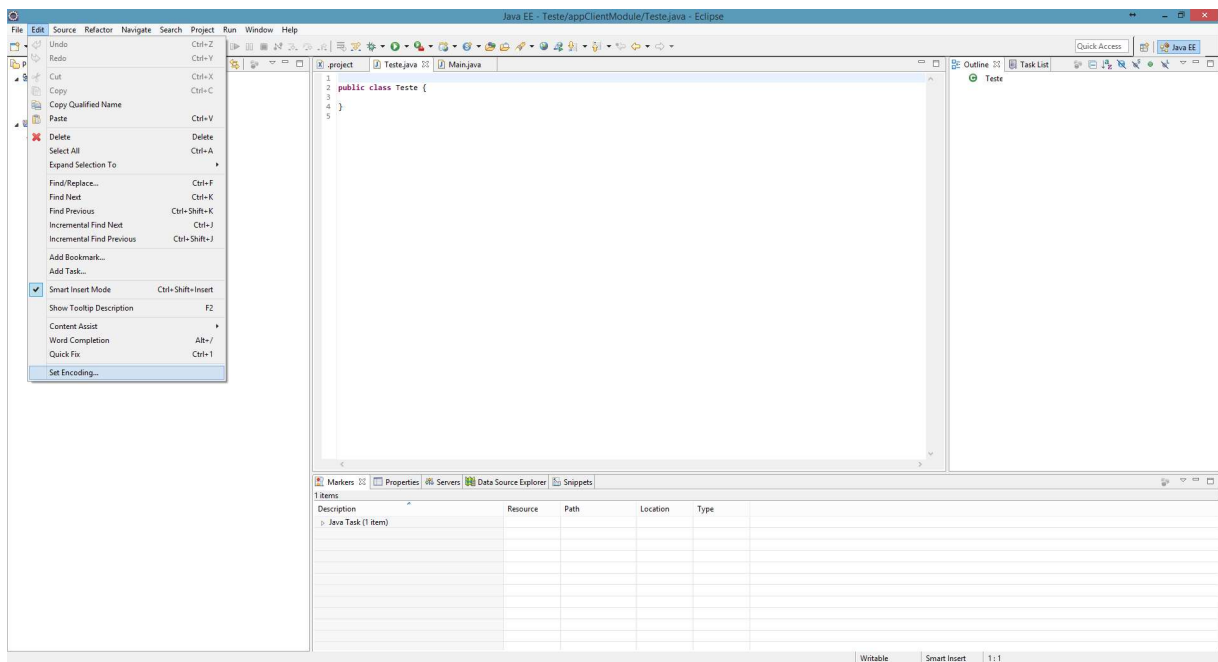 Java EE - Teste/appClientModule/Teste.java - Eclipse
File Edit Source Refactor Navigate Search Project Run Window Help
Quick Access Java EE
Undo Ctrl+Z
Redo Ctrl+Y
Cut Ctrl+X
Copy Ctrl+C
Copy Qualified Name
Paste Ctrl+V
Delete Delete
Select All Ctrl+A
Expand Selection To
Find/Replace... Ctrl+F
Find Next Ctrl+K
Find Previous Ctrl+Shift+K
Incremental Find Next Ctrl+J
Incremental Find Previous Ctrl+Shift+J
Add Bookmark...
Add Task...
Smart Insert Mode Ctrl+Shift+Insert
Show Tooltip Description F2
Content Assist
Word Completion Alt+/
Quick Fix Ctrl+1
Set Encoding...
.project Teste.java Main.java
1
2 public class Teste {
3
4 }
5
Outline Task List
Teste
Markers Properties Servers Data Source Explorer Snippets
1 items
Description Resource Path Location Type
Java Task (1 item)
Writable Smart Insert 1 : 1